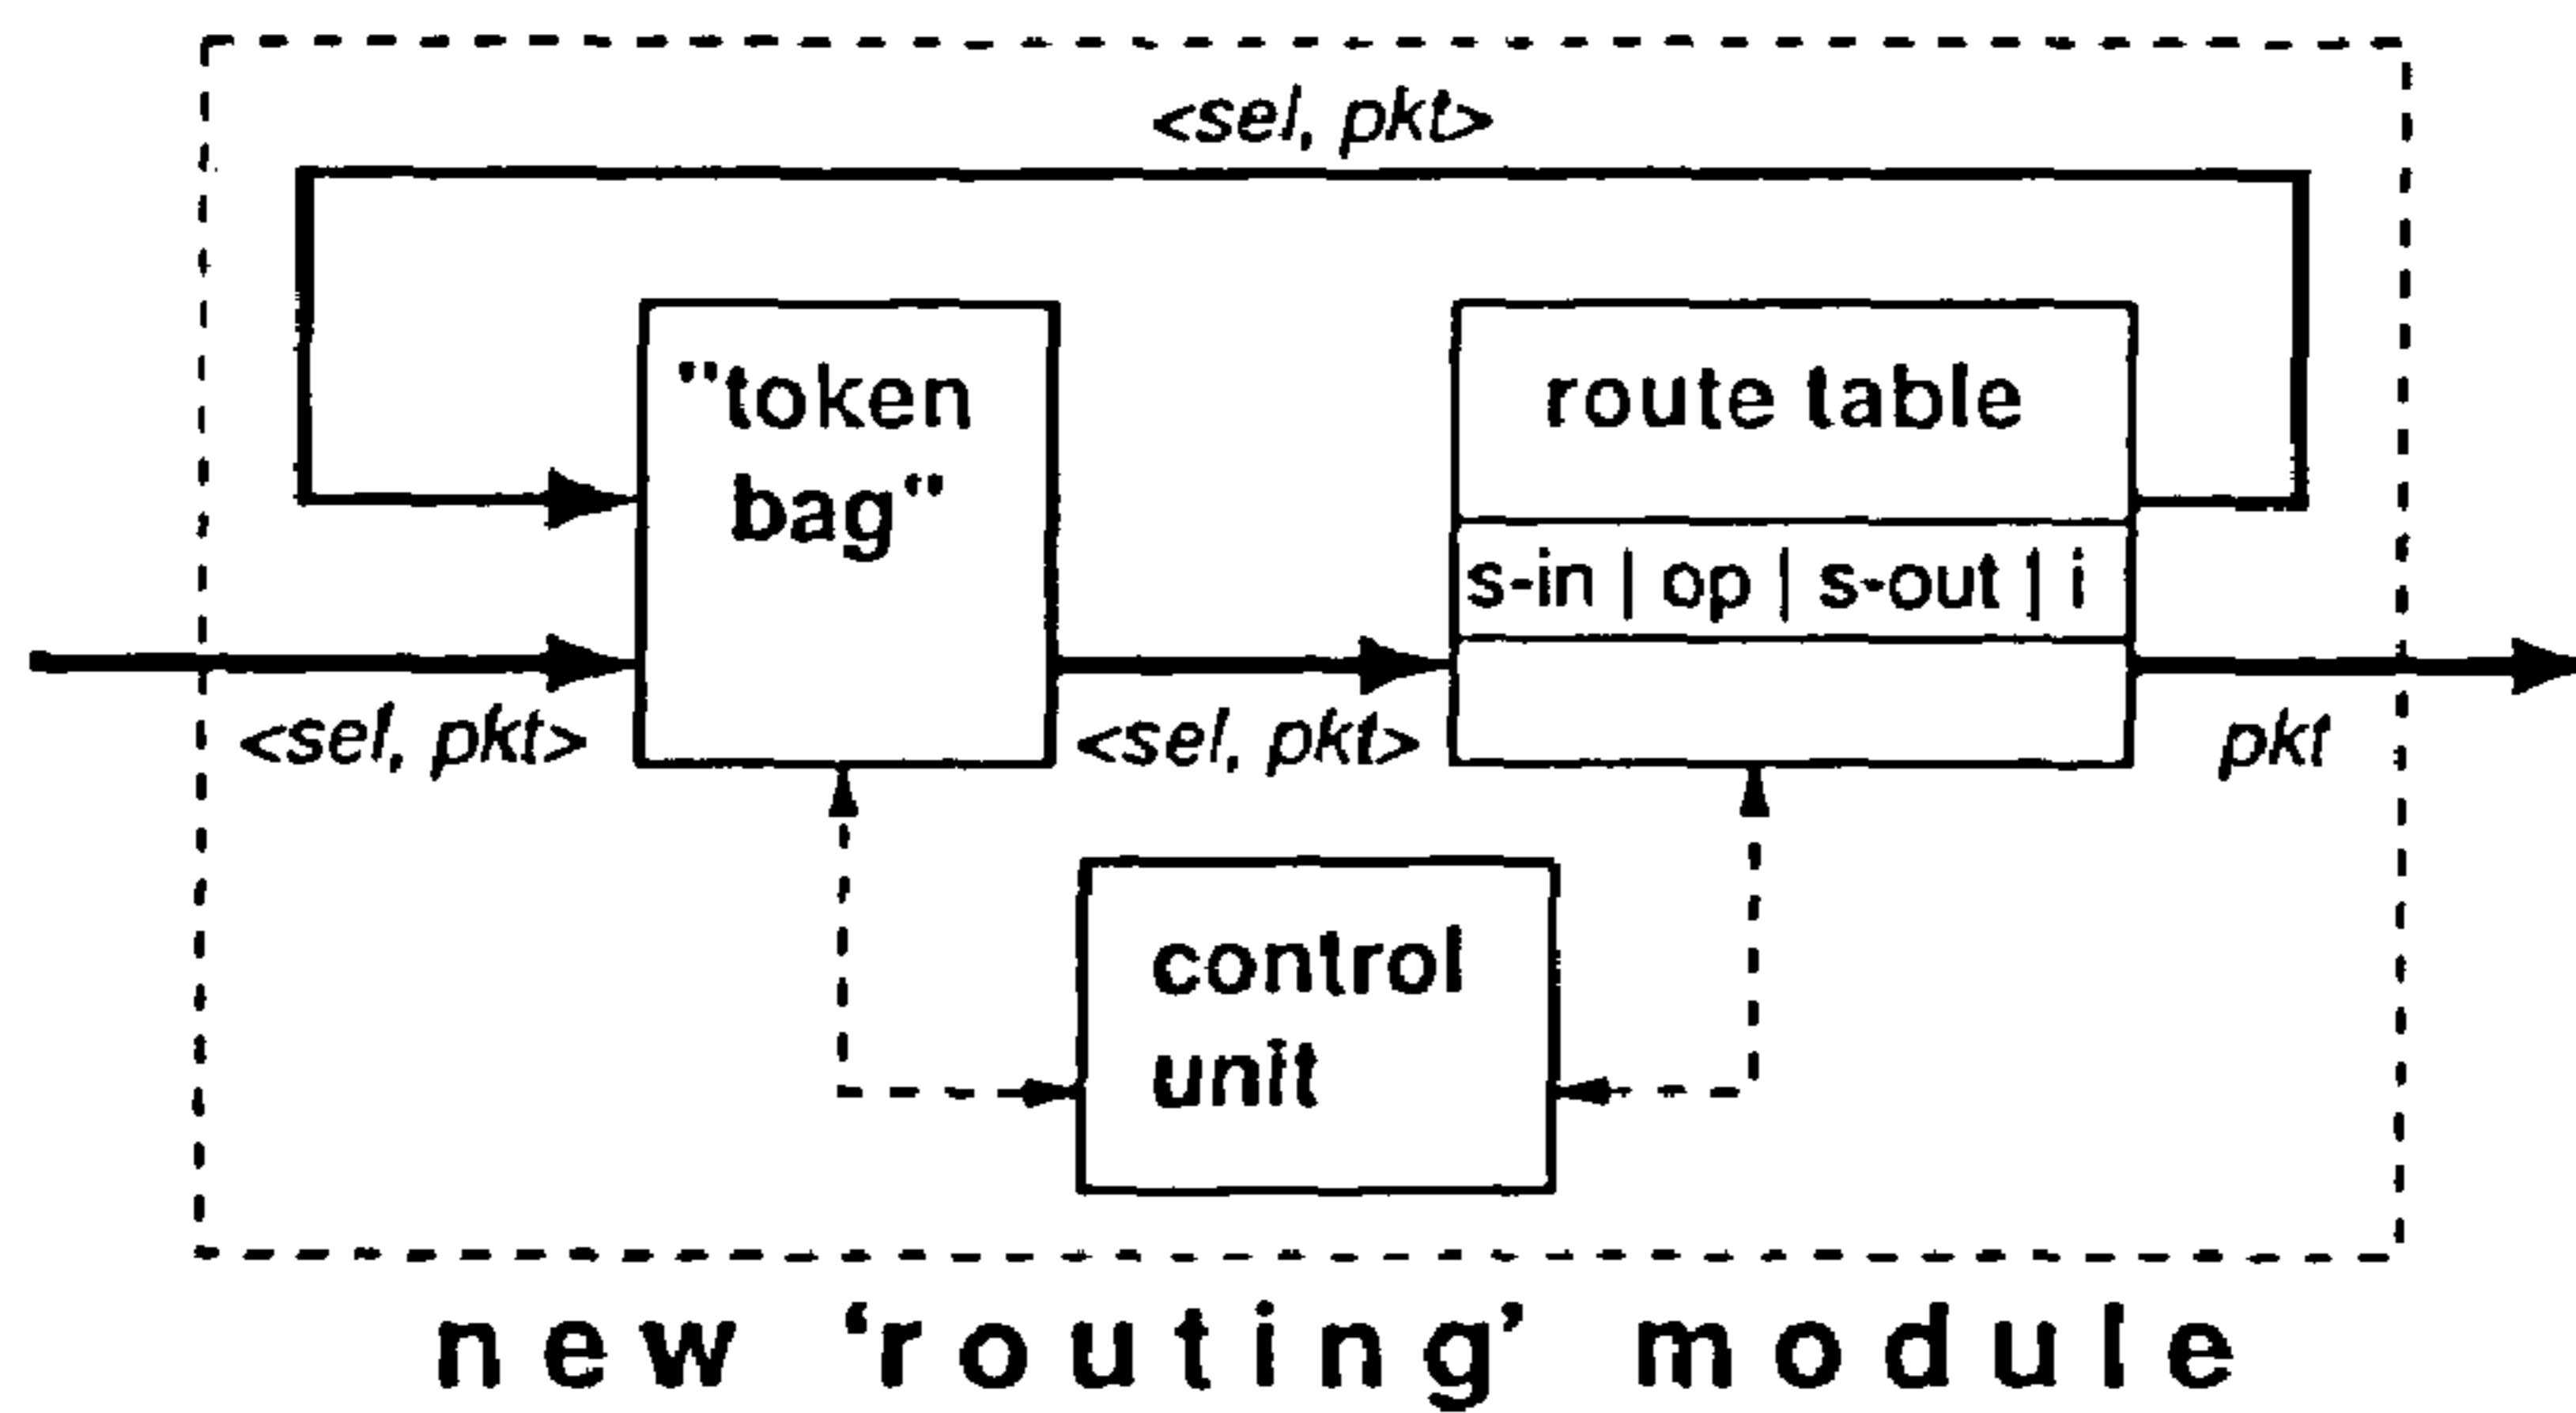 <sel, pkt>
"token
bag"
route table
s-in | op | s-out | i
<sel, pkt>
<sel, pkt>
pkt
control
unit
new ‘routing’ module